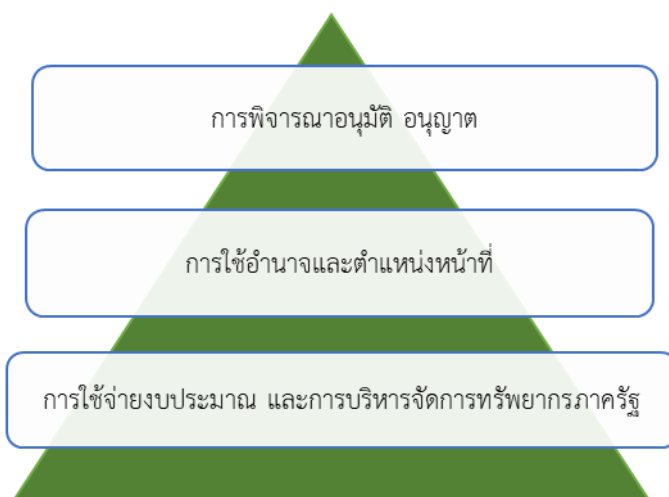 การพิจารณาอนุมัติ อนุญาต
การใช้อำนาจและตำแหน่งหน้าที่
การใช้จ่ายงบประมาณ และการบริหารจัดการทรัพยากรภาครัฐ